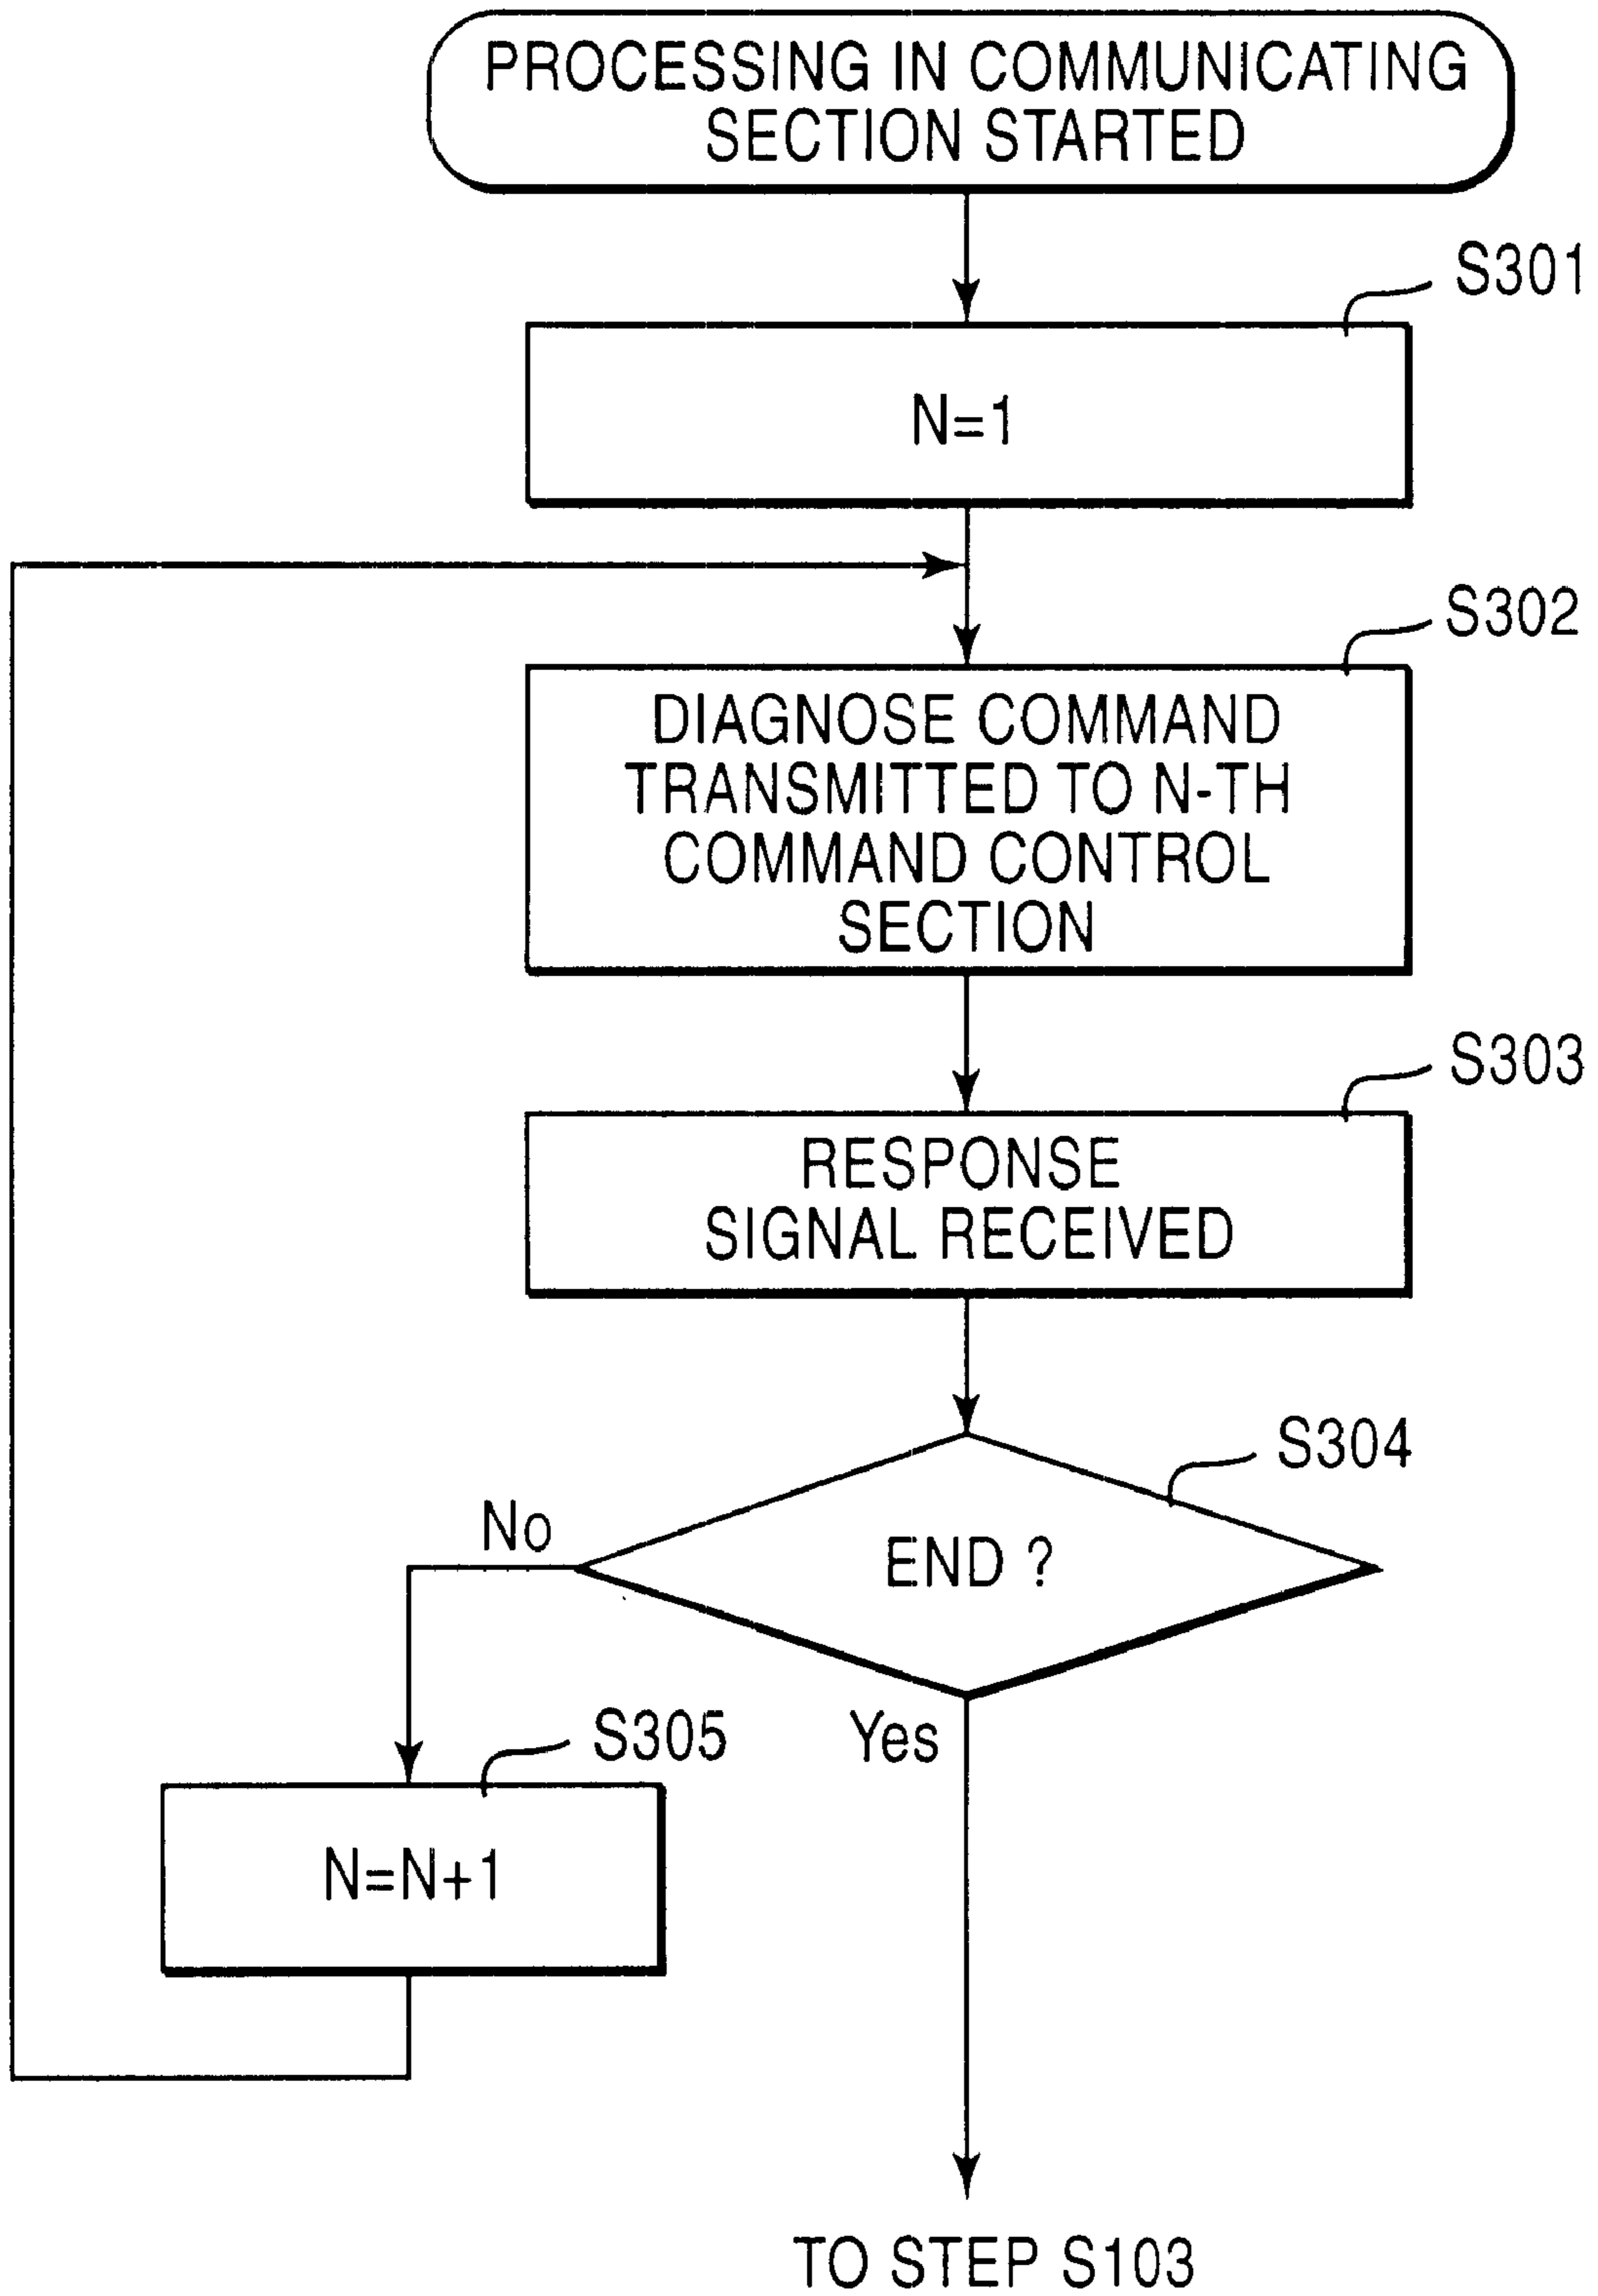 PROCESSING IN COMMUNICATING
SECTION STARTED
S301
N=1
S302
DIAGNOSE COMMAND
TRANSMITTED TO N-TH
COMMAND CONTROL
SECTION
S303
RESPONSE
SIGNAL RECEIVED
S304
No
END ?
Yes
S305
N=N+1
TO STEP S103